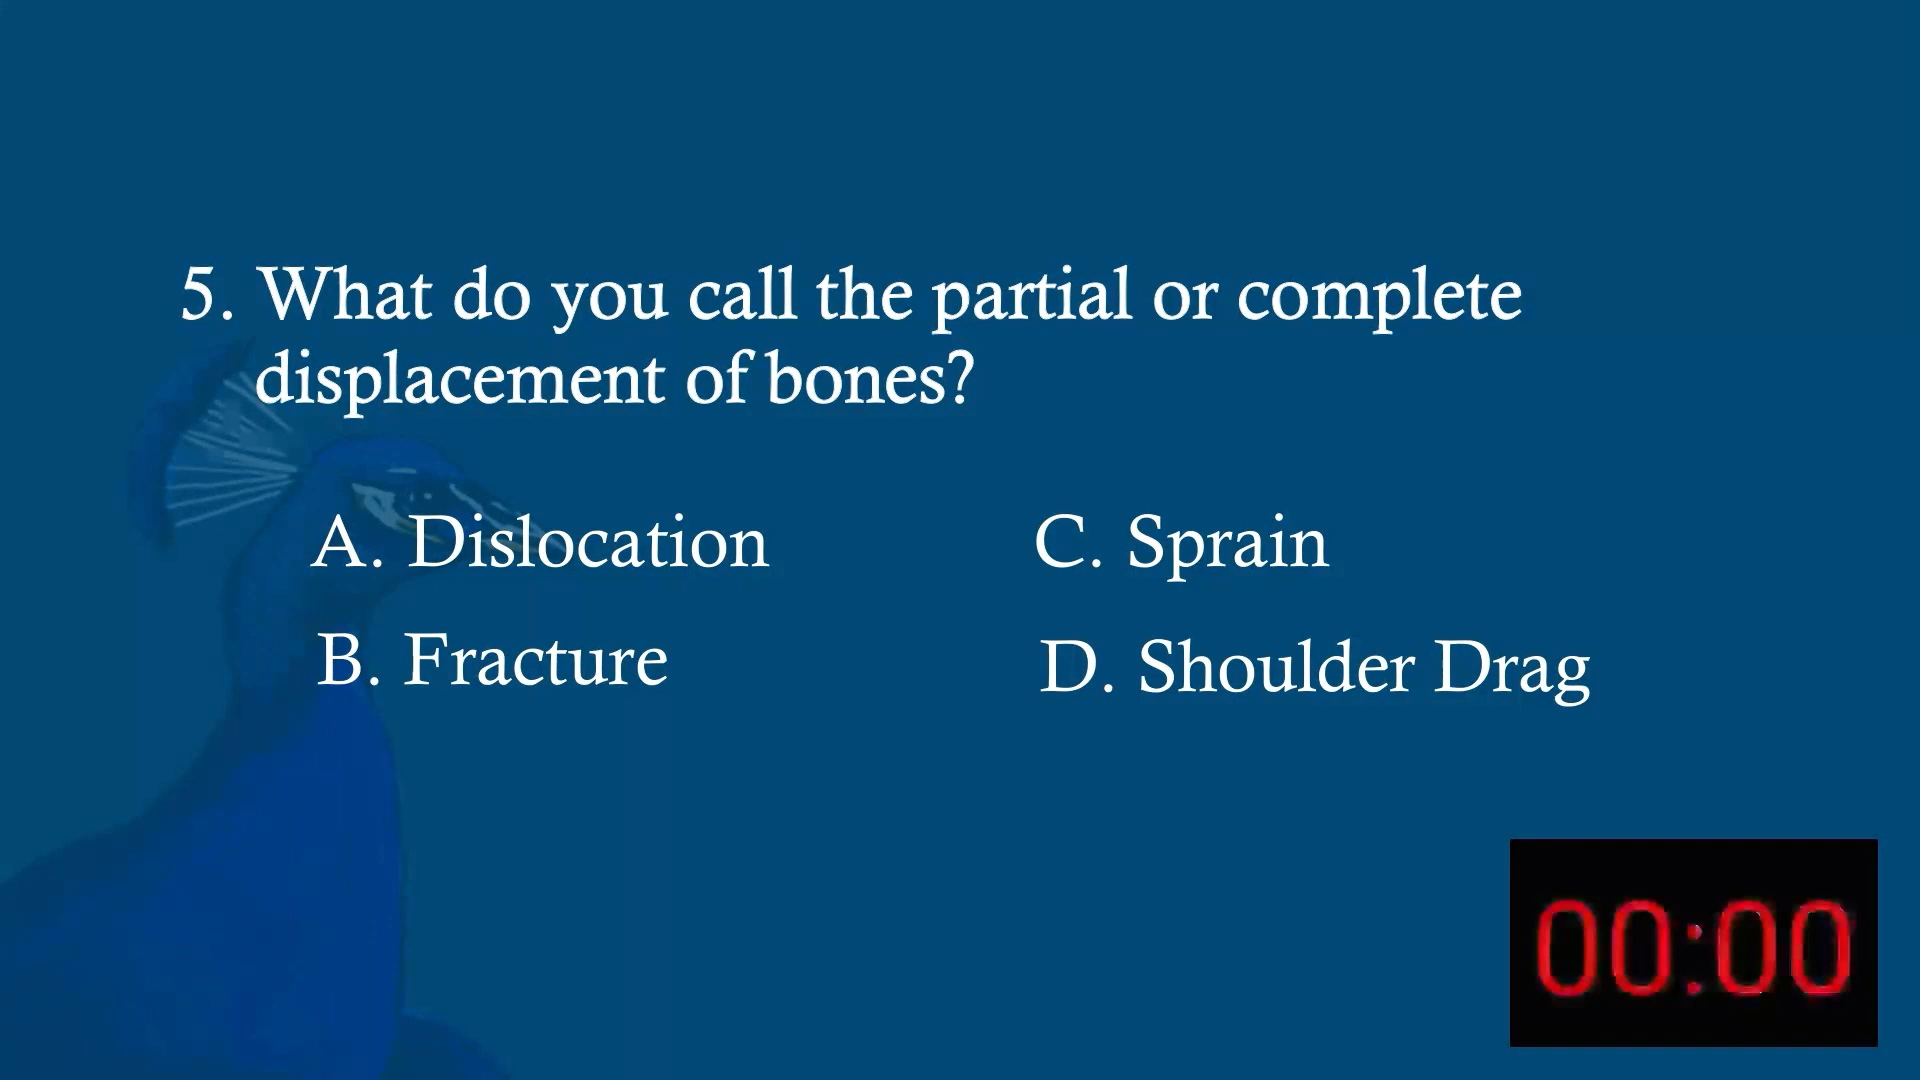 5. What do you call the partial or complete
displacement of bones?
A. Dislocation
B. Fracture
C. Sprain
D. Shoulder Drag
00:00